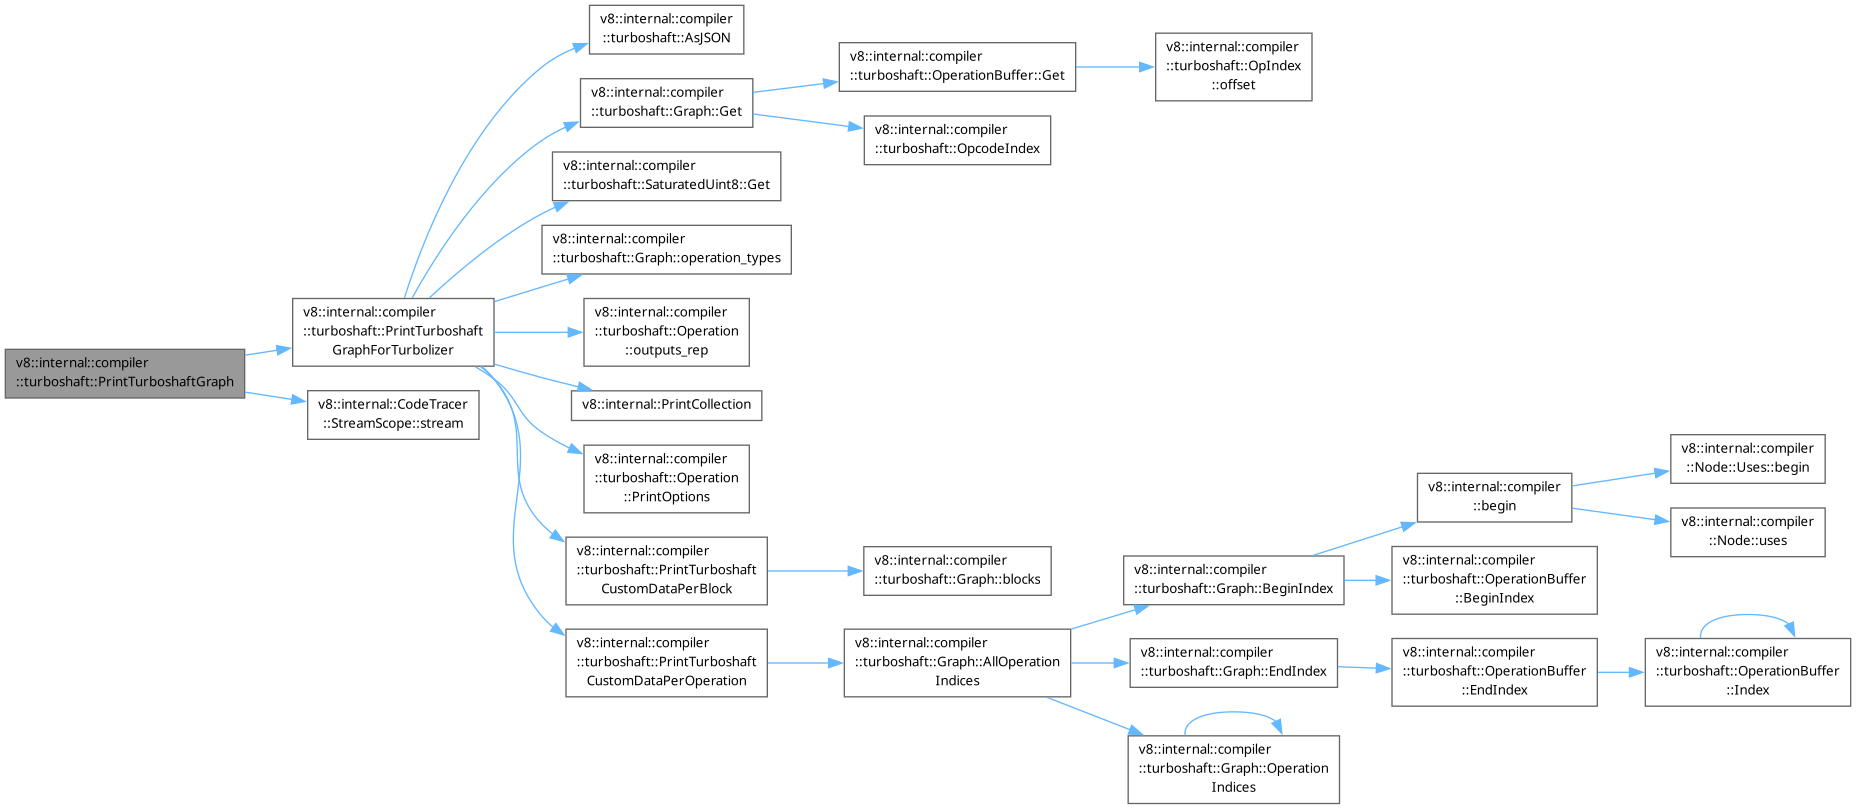 v8::internal::compiler
::turboshaft::PrintTurboshaftGraph
v8::internal::compiler
::turboshaft::PrintTurboshaft
GraphForTurbolizer
v8::internal::CodeTracer
::StreamScope::stream
v8::internal::compiler
::turboshaft::AsJSON
v8::internal::compiler
::turboshaft::Graph::Get
v8::internal::compiler
::turboshaft::SaturatedUint8::Get
v8::internal::compiler
::turboshaft::Graph::operation_types
v8::internal::compiler
::turboshaft::Operation
::outputs_rep
v8::internal::PrintCollection
v8::internal::compiler
::turboshaft::Operation
::PrintOptions
v8::internal::compiler
::turboshaft::PrintTurboshaft
CustomDataPerBlock
v8::internal::compiler
::turboshaft::PrintTurboshaft
CustomDataPerOperation
v8::internal::compiler
::turboshaft::OperationBuffer::Get
v8::internal::compiler
::turboshaft::OpcodeIndex
v8::internal::compiler
::turboshaft::OpIndex
::offset
v8::internal::compiler
::turboshaft::Graph::blocks
v8::internal::compiler
::turboshaft::Graph::AllOperation
Indices
v8::internal::compiler
::turboshaft::Graph::BeginIndex
v8::internal::compiler
::turboshaft::Graph::EndIndex
v8::internal::compiler
::turboshaft::Graph::Operation
Indices
v8::internal::compiler
::begin
v8::internal::compiler
::turboshaft::OperationBuffer
::BeginIndex
v8::internal::compiler
::turboshaft::OperationBuffer
::EndIndex
v8::internal::compiler
::Node::Uses::begin
v8::internal::compiler
::Node::uses
v8::internal::compiler
::turboshaft::OperationBuffer
::Index